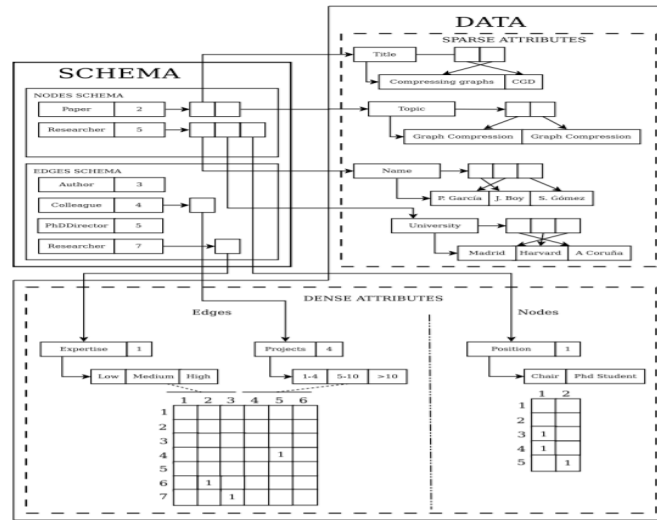 DATA
SPARSE ATTRIBUTES
Title
Compressing graphs CGD
SCHEMA
NODES SCHEMA
Paper 2
Researcher 5
Topic
Graph Compression Graph Compression
EDGES SCHEMA
Author 3
Colleague 4
PhDDirector 5
Researcher 7
Name
P. García J. Boy S. Gómez
University
Madrid Harvard A Coruña
DENSE ATTRIBUTES
Edges
Nodes
Expertise 1
Projects 4
Position 1
Low Medium High
1-4 5-10 >10
Chair Phd Student
1 2 3 4 5 6
1
2
3
4 1
5
6 1
7 1
1 2
1
2
3 1
4 1
5 1